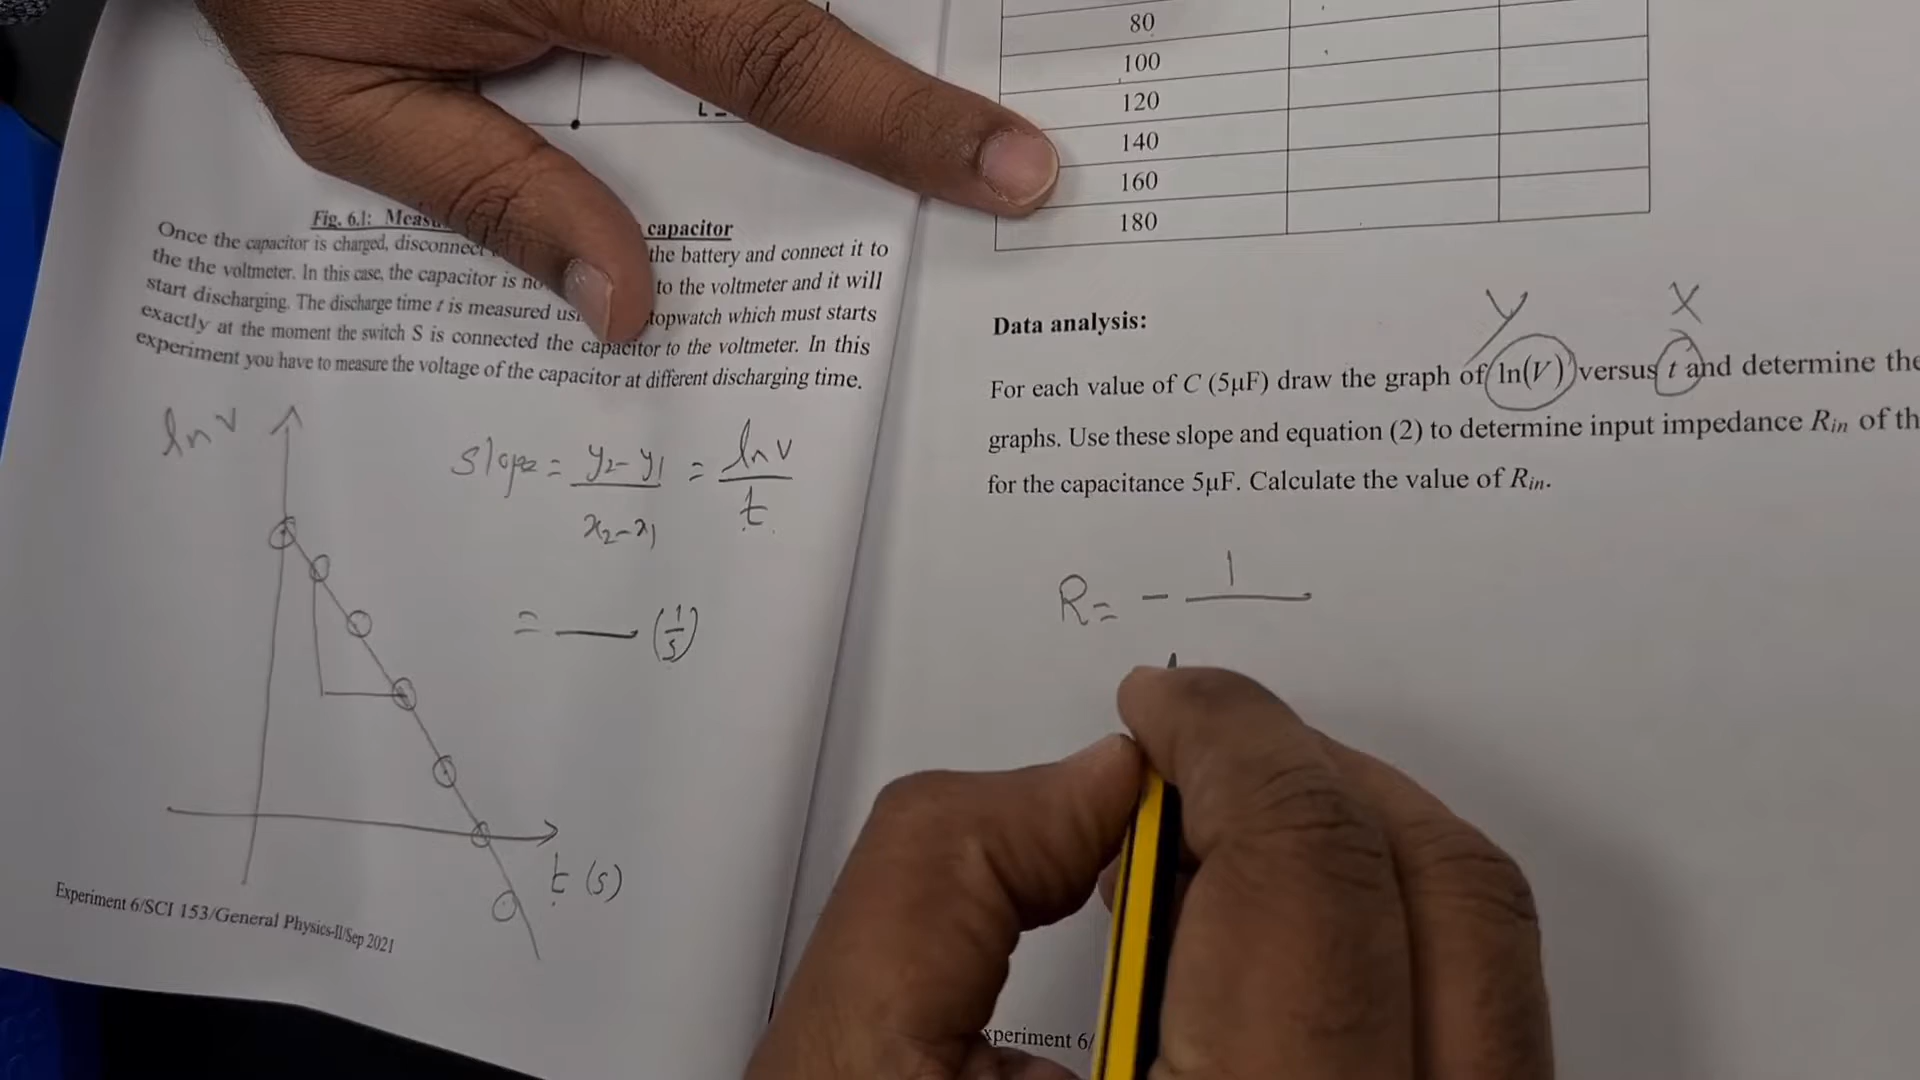 Fig. 6.1: capacitor
Once the capacitor is charged, disconnect the battery and connect it to
the the voltmeter. In this case, the capacitor is to the voltmeter and it will
start discharging. The discharge time t is measured topwatch which must starts
exactly at the moment the switch S is connected the capacitor to the voltmeter. In this
experiment you have to measure the voltage of the capacitor at different discharging time.
ln V
slope = y2 - y1 / x2 - x1 = ln V / t
= — (1/s)
t (s)
Experiment 6/SCI 153/General Physics-II/Sep 2021
80
100
120
140
160
180
Data analysis:
Y X
For each value of C (5μF) draw the graph of ln(V) versus t and determine the
graphs. Use these slope and equation (2) to determine input impedance Rin of
for the capacitance 5μF. Calculate the value of Rin.
R = - 1
xperiment 6/